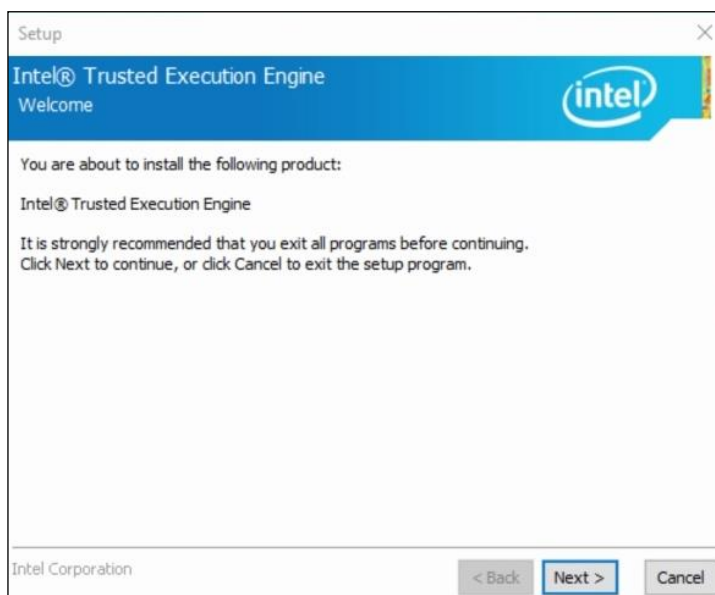 Setup
Intel® Trusted Execution Engine
Welcome
intel
You are about to install the following product:
Intel® Trusted Execution Engine
It is strongly recommended that you exit all programs before continuing.
Click Next to continue, or click Cancel to exit the setup program.
Intel Corporation
< Back Next > Cancel